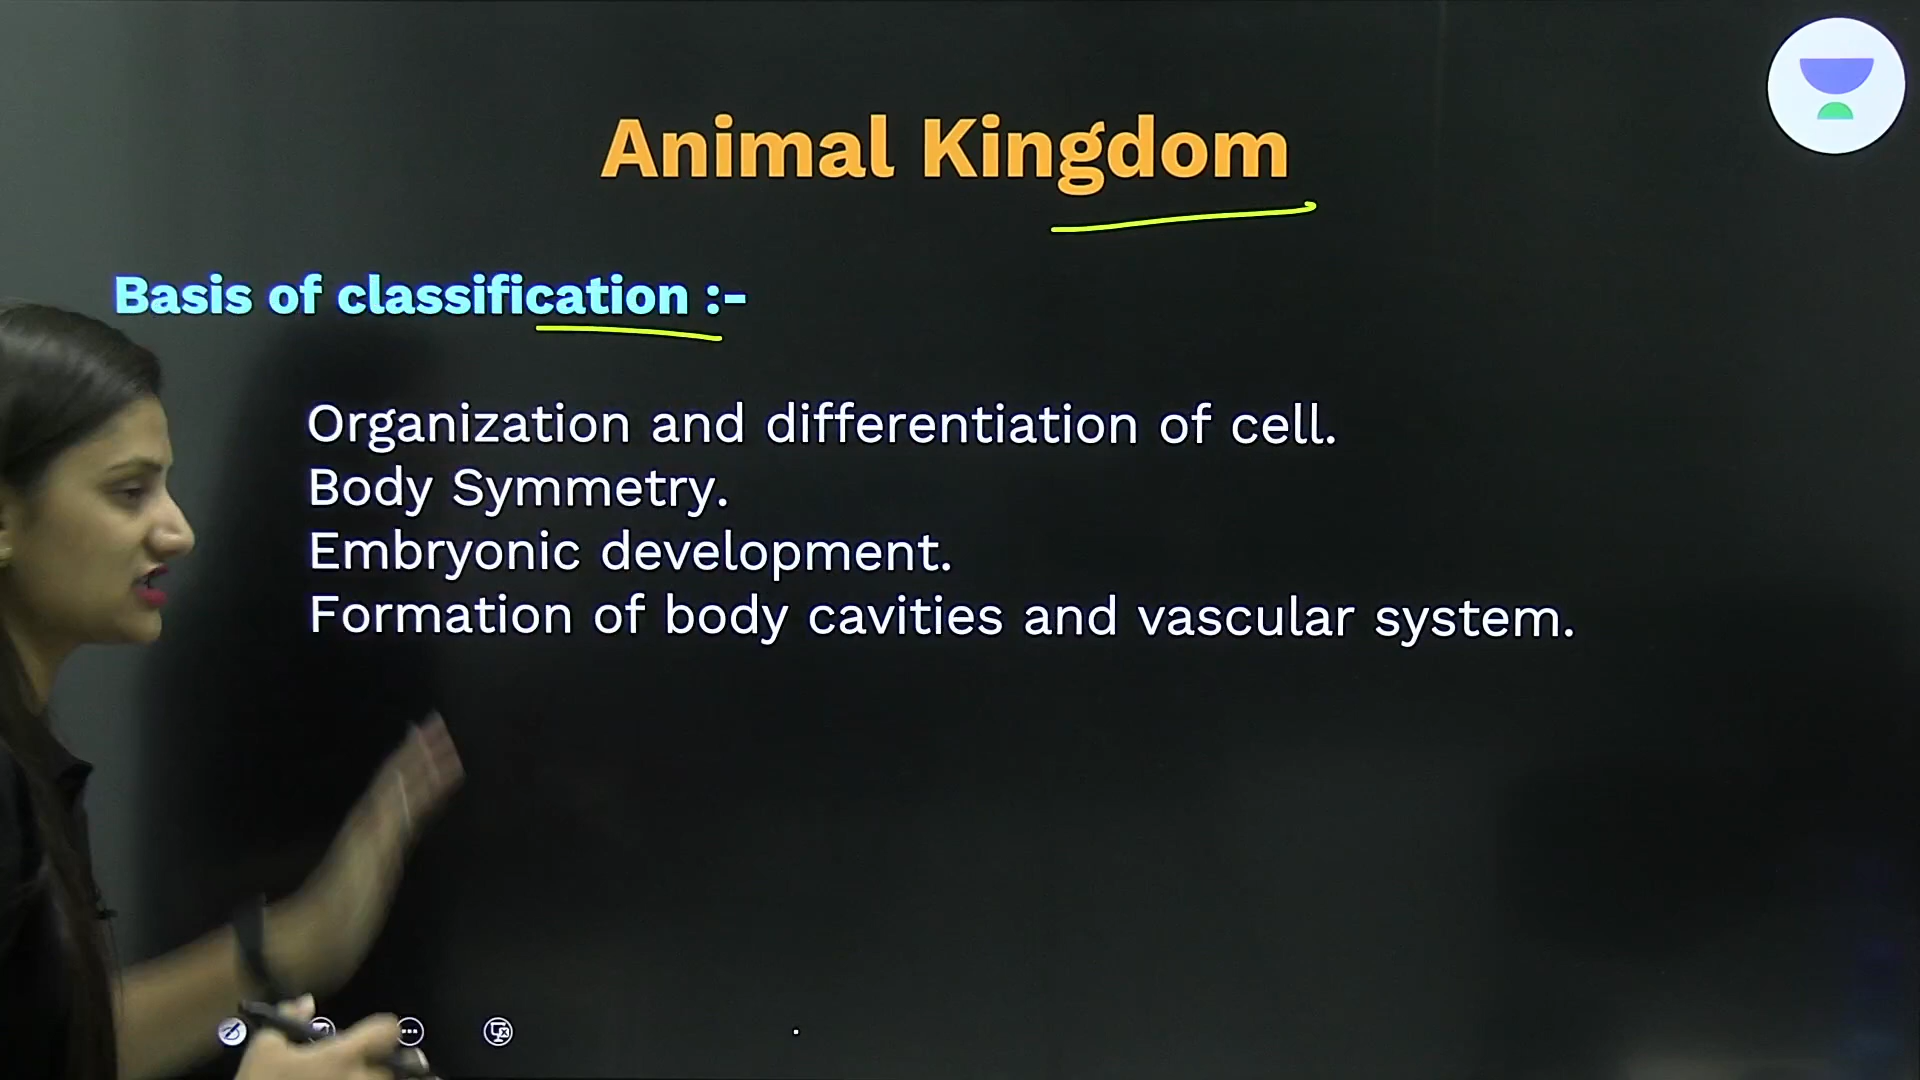 Animal Kingdom
Basis of classification :-
Organization and differentiation of cell.
Body Symmetry.
Embryonic development.
Formation of body cavities and vascular system.